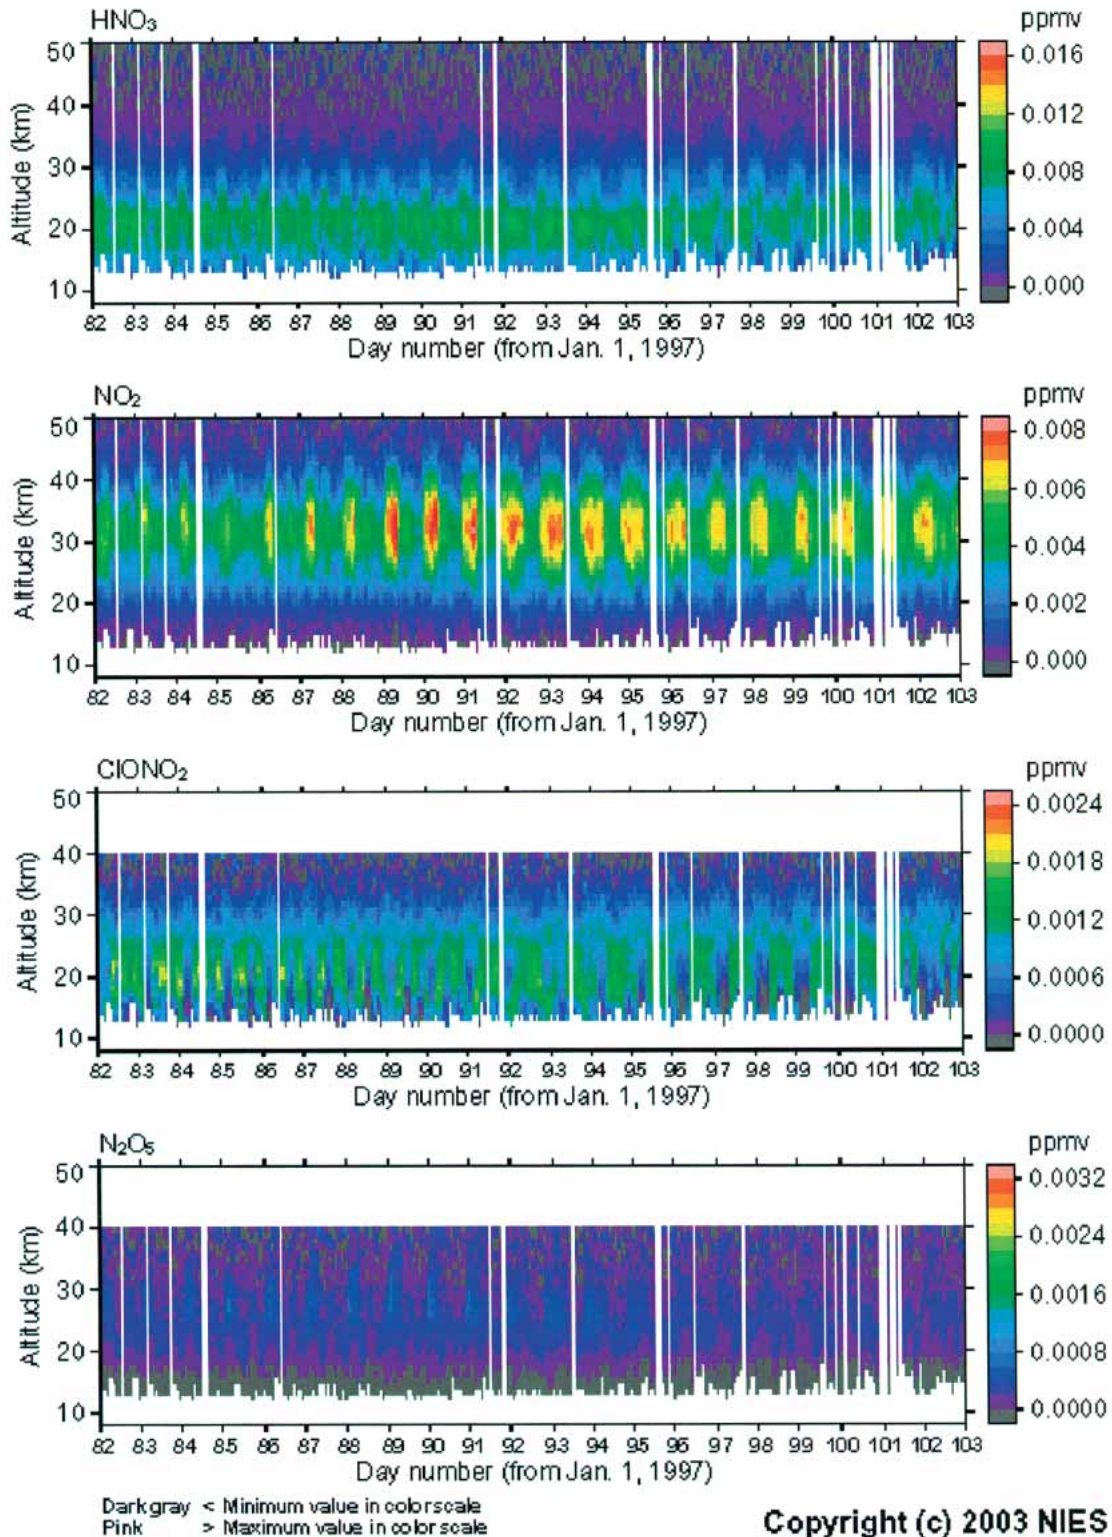 HNO₃ ppmv
50
40
30
20
10
Altitude (km)
0.016
0.012
0.008
0.004
0.000
82 83 84 85 86 87 88 89 90 91 92 93 94 95 96 97 98 99 100 101 102 103
Day number (from Jan. 1, 1997)
NO₂ ppmv
50
40
30
20
10
Altitude (km)
0.008
0.006
0.004
0.002
0.000
82 83 84 85 86 87 88 89 90 91 92 93 94 95 96 97 98 99 100 101 102 103
Day number (from Jan. 1, 1997)
ClONO₂ ppmv
50
40
30
20
10
Altitude (km)
0.0024
0.0018
0.0012
0.0006
0.0000
82 83 84 85 86 87 88 89 90 91 92 93 94 95 96 97 98 99 100 101 102 103
Day number (from Jan. 1, 1997)
N₂O₅ ppmv
50
40
30
20
10
Altitude (km)
0.0032
0.0024
0.0016
0.0008
0.0000
82 83 84 85 86 87 88 89 90 91 92 93 94 95 96 97 98 99 100 101 102 103
Day number (from Jan. 1, 1997)
Dark gray < Minimum value in color scale
Pink > Maximum value in color scale
Copyright (c) 2003 NIES